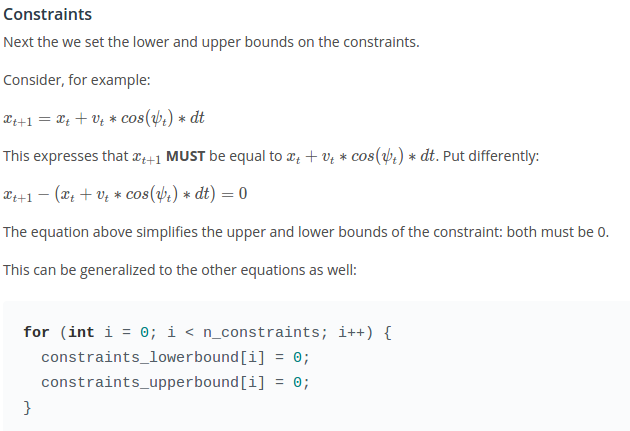 Constraints
Next the we set the lower and upper bounds on the constraints.
Consider, for example:
x_{t+1} = x_t + v_t * cos(ψ_t) * dt
This expresses that x_{t+1} MUST be equal to x_t + v_t * cos(ψ_t) * dt. Put differently:
x_{t+1} − (x_t + v_t * cos(ψ_t) * dt) = 0
The equation above simplifies the upper and lower bounds of the constraint: both must be 0.
This can be generalized to the other equations as well:
for (int i = 0; i < n_constraints; i++) {
  constraints_lowerbound[i] = 0;
  constraints_upperbound[i] = 0;
}